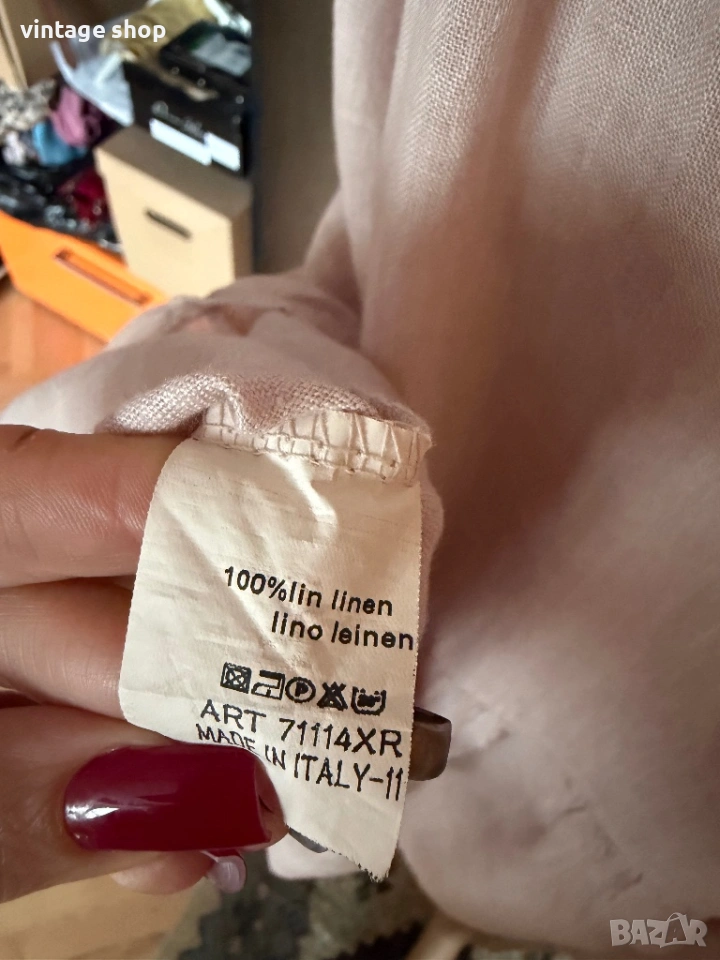 vintage shop
100%lin linen
lino leinen
P
ART 71114XR
MADE IN ITALY-11
BAZAR